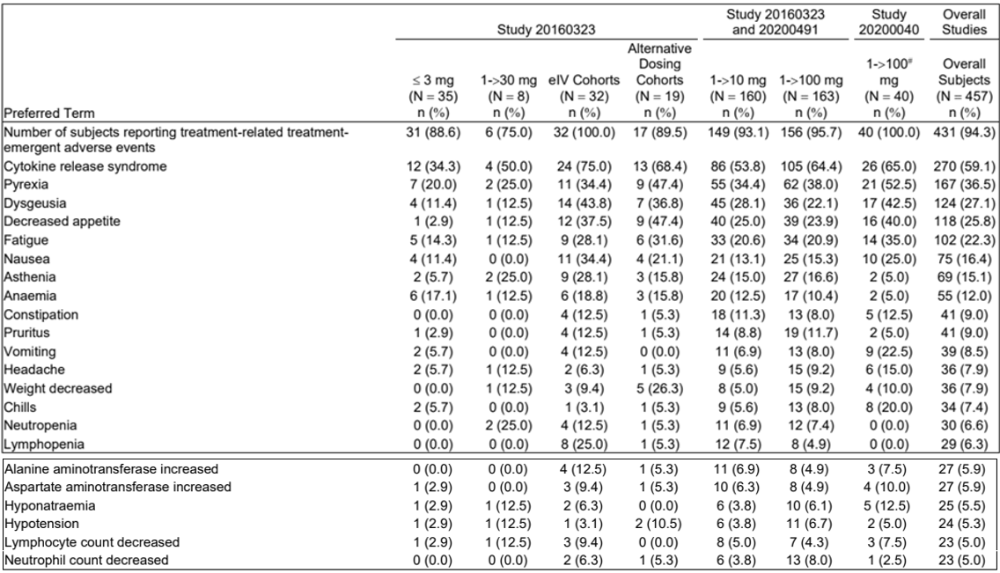 Study 20160323
Study 20160323
and 20200491
Study
20200040
Overall
Studies
Preferred Term
≤ 3 mg
(N = 35)
n (%)
1->30 mg
(N = 8)
n (%)
eIV Cohorts
(N = 32)
n (%)
Alternative
Dosing
Cohorts
(N = 19)
n (%)
1->10 mg
(N = 160)
n (%)
1->100 mg
(N = 163)
n (%)
1->100#
mg
(N = 40)
n (%)
Overall
Subjects
(N = 457)
n (%)
Number of subjects reporting treatment-related treatment- 31 (88.6) 6 (75.0) 32 (100.0) 17 (89.5) 149 (93.1) 156 (95.7) 40 (100.0) 431 (94.3)
emergent adverse events
Cytokine release syndrome 12 (34.3) 4 (50.0) 24 (75.0) 13 (68.4) 86 (53.8) 105 (64.4) 26 (65.0) 270 (59.1)
Pyrexia 7 (20.0) 2 (25.0) 11 (34.4) 9 (47.4) 55 (34.4) 62 (38.0) 21 (52.5) 167 (36.5)
Dysgeusia 4 (11.4) 1 (12.5) 14 (43.8) 7 (36.8) 45 (28.1) 36 (22.1) 17 (42.5) 124 (27.1)
Decreased appetite 1 (2.9) 1 (12.5) 12 (37.5) 9 (47.4) 40 (25.0) 39 (23.9) 16 (40.0) 118 (25.8)
Fatigue 5 (14.3) 1 (12.5) 9 (28.1) 6 (31.6) 33 (20.6) 34 (20.9) 14 (35.0) 102 (22.3)
Nausea 4 (11.4) 0 (0.0) 11 (34.4) 4 (21.1) 21 (13.1) 25 (15.3) 10 (25.0) 75 (16.4)
Asthenia 2 (5.7) 2 (25.0) 9 (28.1) 3 (15.8) 24 (15.0) 27 (16.6) 2 (5.0) 69 (15.1)
Anaemia 6 (17.1) 1 (12.5) 6 (18.8) 3 (15.8) 20 (12.5) 17 (10.4) 2 (5.0) 55 (12.0)
Constipation 0 (0.0) 0 (0.0) 4 (12.5) 1 (5.3) 18 (11.3) 13 (8.0) 5 (12.5) 41 (9.0)
Pruritus 1 (2.9) 0 (0.0) 4 (12.5) 1 (5.3) 14 (8.8) 19 (11.7) 2 (5.0) 41 (9.0)
Vomiting 2 (5.7) 0 (0.0) 4 (12.5) 0 (0.0) 11 (6.9) 13 (8.0) 9 (22.5) 39 (8.5)
Headache 2 (5.7) 1 (12.5) 2 (6.3) 1 (5.3) 9 (5.6) 15 (9.2) 6 (15.0) 36 (7.9)
Weight decreased 0 (0.0) 1 (12.5) 3 (9.4) 5 (26.3) 8 (5.0) 15 (9.2) 4 (10.0) 36 (7.9)
Chills 2 (5.7) 0 (0.0) 1 (3.1) 1 (5.3) 9 (5.6) 13 (8.0) 8 (20.0) 34 (7.4)
Neutropenia 0 (0.0) 2 (25.0) 4 (12.5) 1 (5.3) 11 (6.9) 12 (7.4) 0 (0.0) 30 (6.6)
Lymphopenia 0 (0.0) 0 (0.0) 8 (25.0) 1 (5.3) 12 (7.5) 8 (4.9) 0 (0.0) 29 (6.3)
Alanine aminotransferase increased 0 (0.0) 0 (0.0) 4 (12.5) 1 (5.3) 11 (6.9) 8 (4.9) 3 (7.5) 27 (5.9)
Aspartate aminotransferase increased 1 (2.9) 0 (0.0) 3 (9.4) 1 (5.3) 10 (6.3) 8 (4.9) 4 (10.0) 27 (5.9)
Hyponatraemia 1 (2.9) 1 (12.5) 2 (6.3) 0 (0.0) 6 (3.8) 10 (6.1) 5 (12.5) 25 (5.5)
Hypotension 1 (2.9) 1 (12.5) 1 (3.1) 2 (10.5) 6 (3.8) 11 (6.7) 2 (5.0) 24 (5.3)
Lymphocyte count decreased 1 (2.9) 1 (12.5) 3 (9.4) 0 (0.0) 8 (5.0) 7 (4.3) 3 (7.5) 23 (5.0)
Neutrophil count decreased 0 (0.0) 0 (0.0) 2 (6.3) 1 (5.3) 6 (3.8) 13 (8.0) 1 (2.5) 23 (5.0)